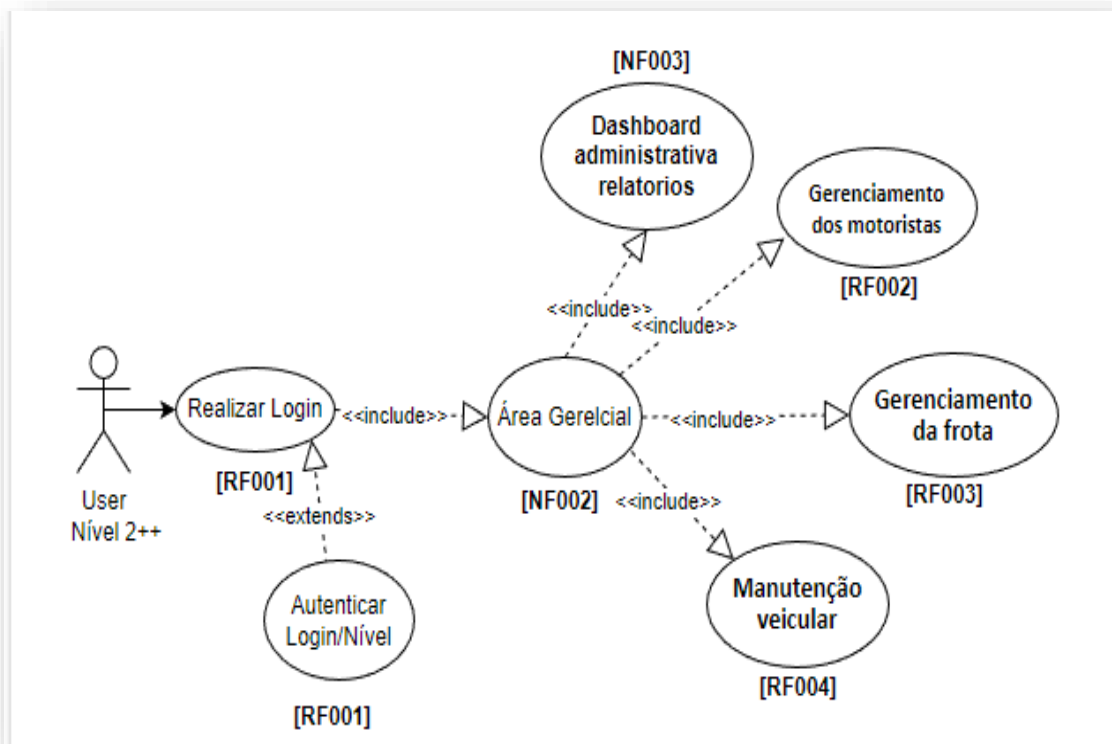 [NF003]
Dashboard
administrativa
relatorios
Gerenciamento
dos motoristas
[RF002]
<<include>>
<<include>>
Realizar Login
<<include>>
Área Gerelcial
<<include>>
Gerenciamento
da frota
[RF001]
[NF002]
<<include>>
[RF003]
User
Nível 2++
<<extends>>
Autenticar
Login/Nível
Manutenção
veicular
[RF001]
[RF004]